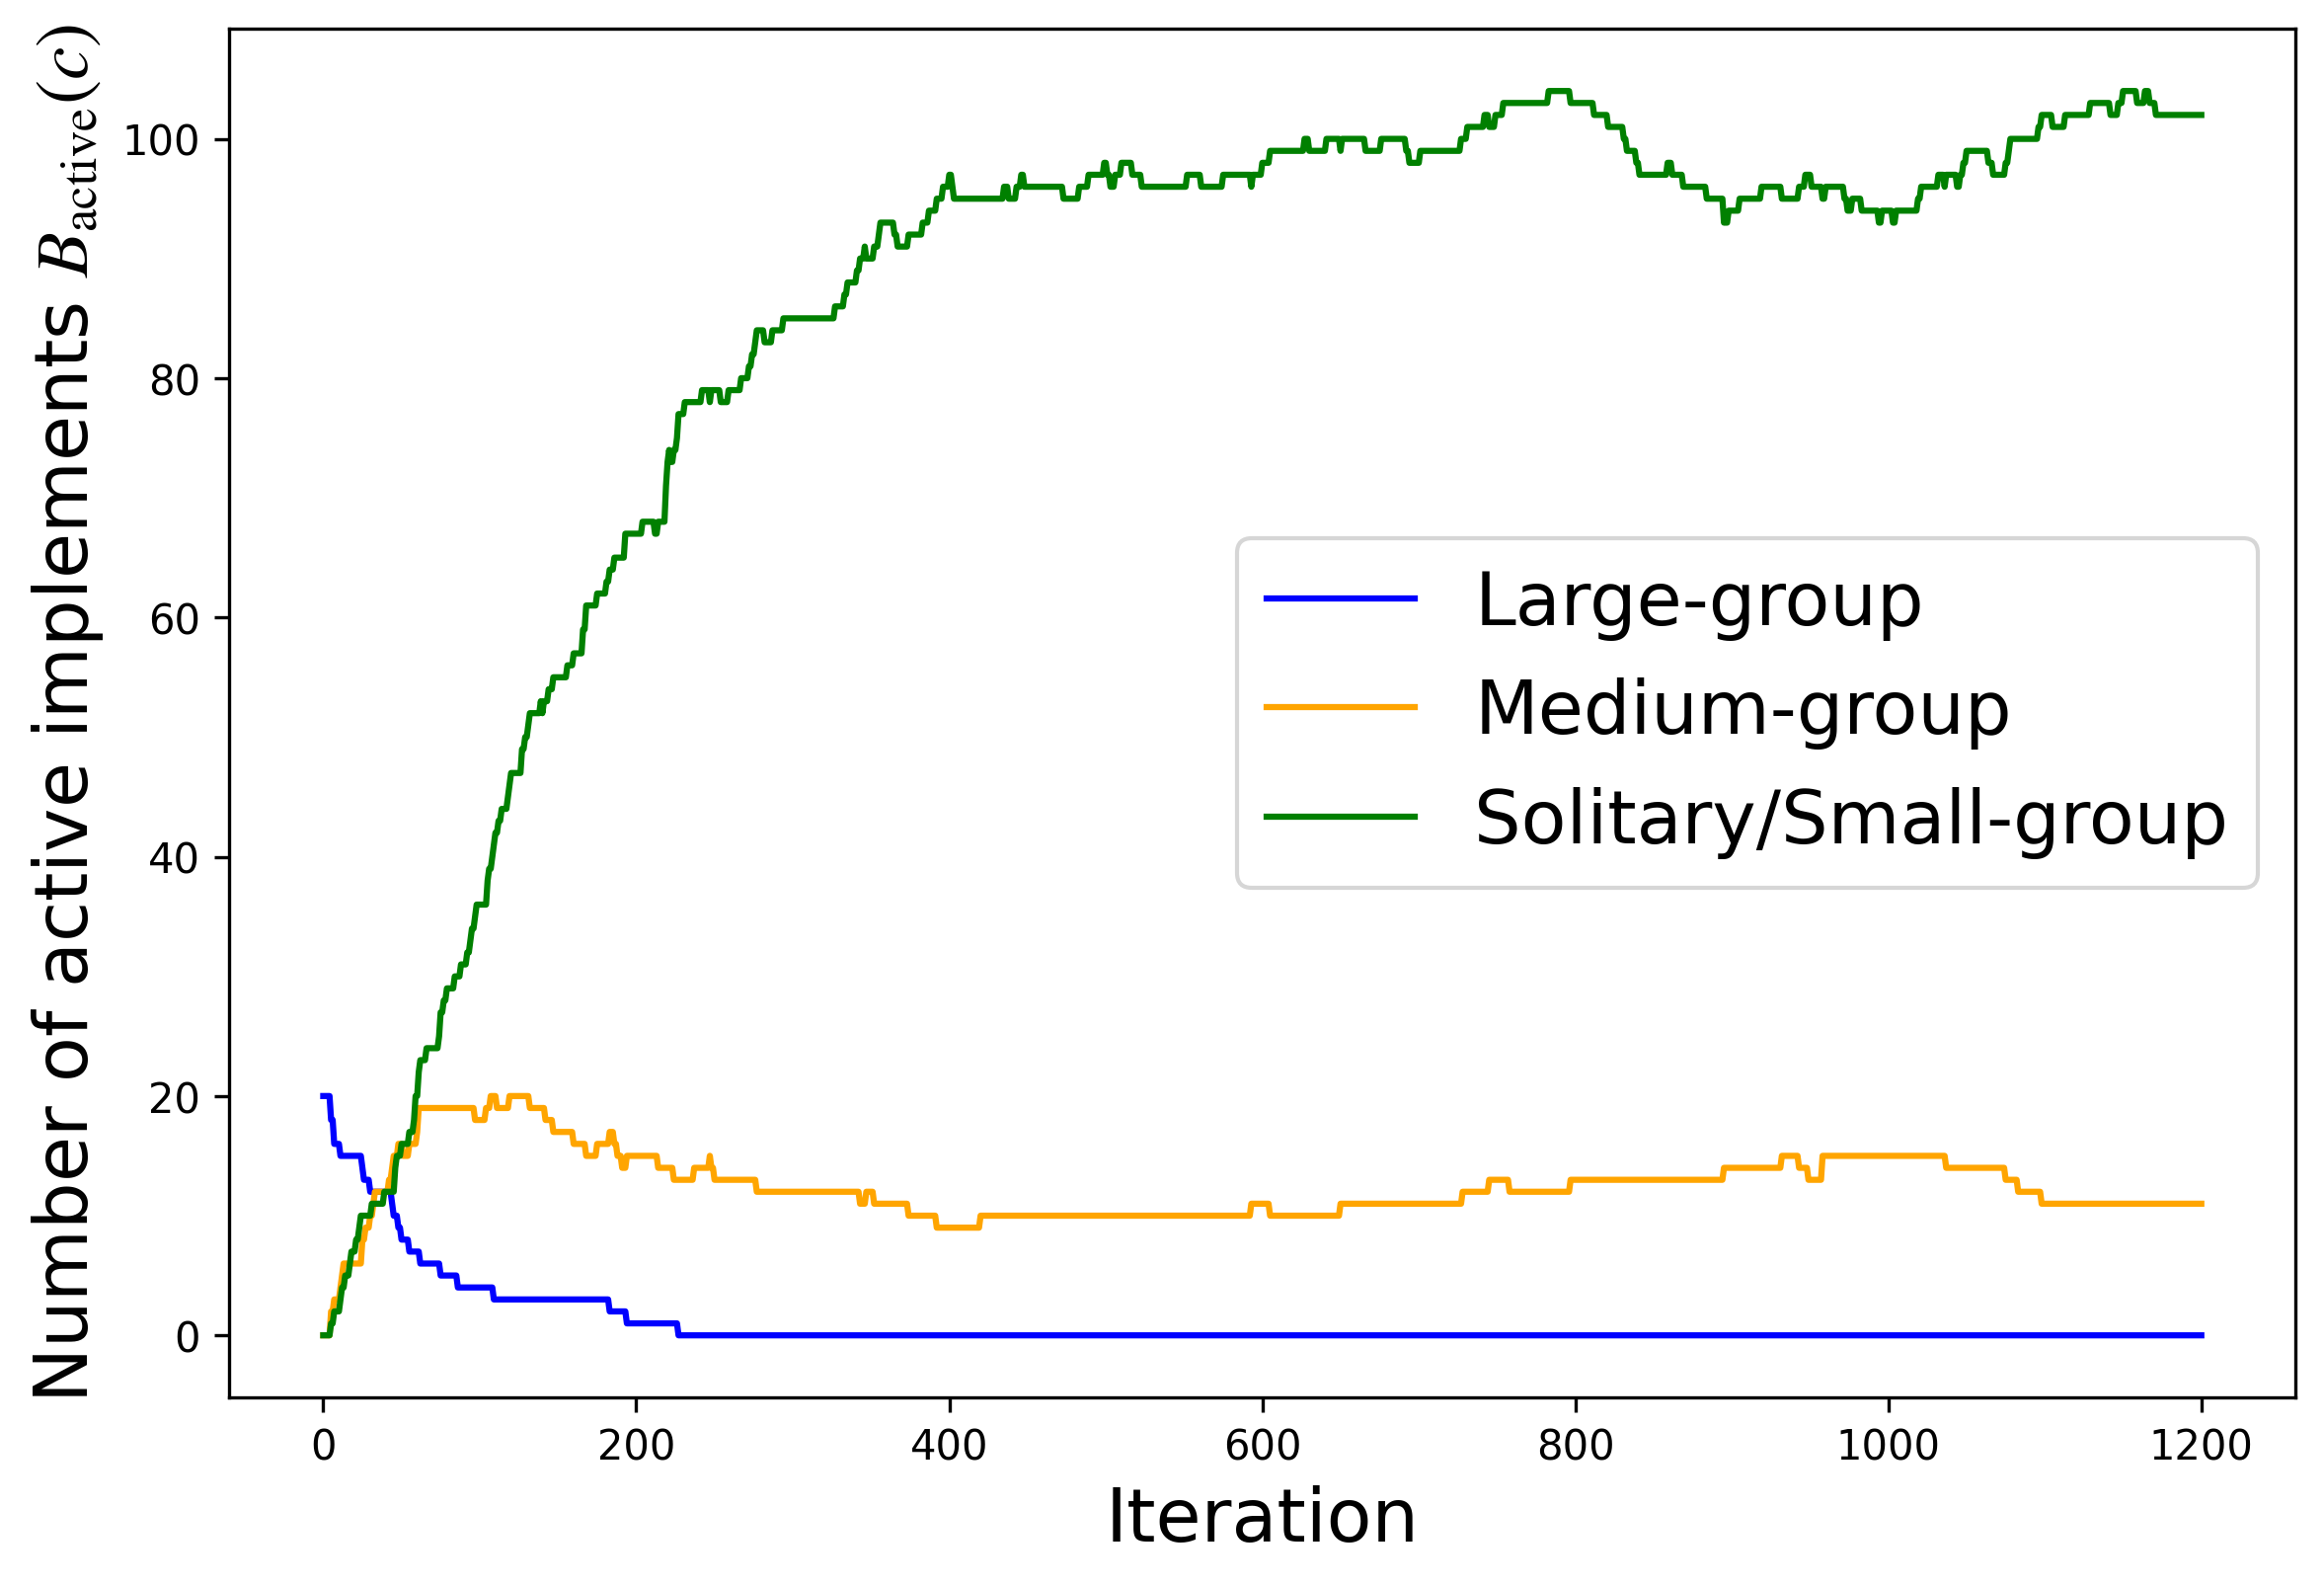 Number of active implements B_active(c)
100
80
60
40
20
0
Large-group
Medium-group
Solitary/Small-group
0 200 400 600 800 1000 1200
Iteration